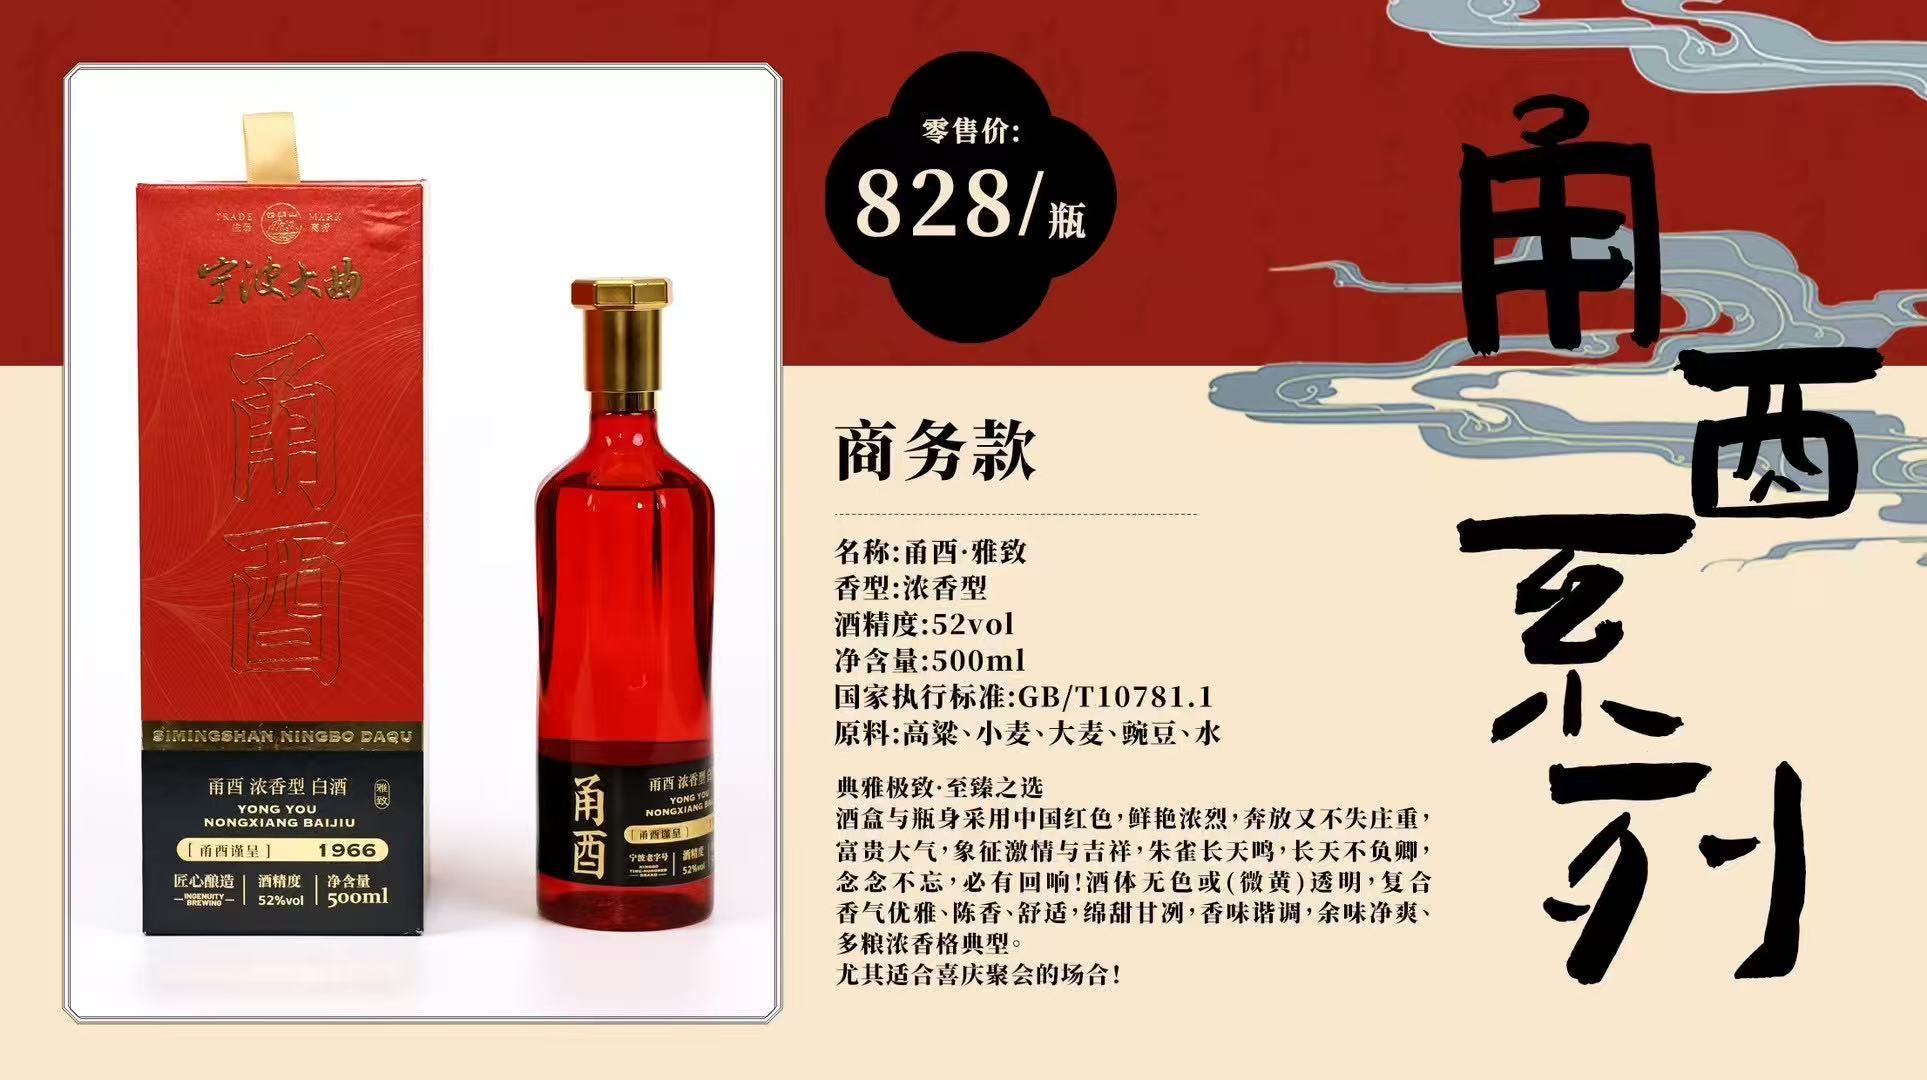 TRADE MARK
宁波大曲
甬酉
SIMINGSHAN NINGBO DAQU
甬酉 浓香型 白酒
雅致
YONG YOU
NONGXIANG BAIJIU
[甬酉谨呈] 1966
匠心酿造
INGENUITY
BREWING
酒精度
52%vol
净含量
500ml
甬酉
甬酉 浓香型
YONG YOU
NONGXIANG
[甬酉谨呈]
宁波老字号
NINGBO
TIME-HONORED
BRAND
酒精度
52%vol
零售价:
828/瓶
商务款
名称:甬酉·雅致
香型:浓香型
酒精度:52vol
净含量:500ml
国家执行标准:GB/T10781.1
原料:高粱、小麦、大麦、豌豆、水
典雅极致·至臻之选
酒盒与瓶身采用中国红色,鲜艳浓烈,奔放又不失庄重,
富贵大气,象征激情与吉祥,朱雀长天鸣,长天不负卿,
念念不忘,必有回响!酒体无色或(微黄)透明,复合
香气优雅、陈香、舒适,绵甜甘冽,香味谐调,余味净爽、
多粮浓香格典型。
尤其适合喜庆聚会的场合!
甬酉系列